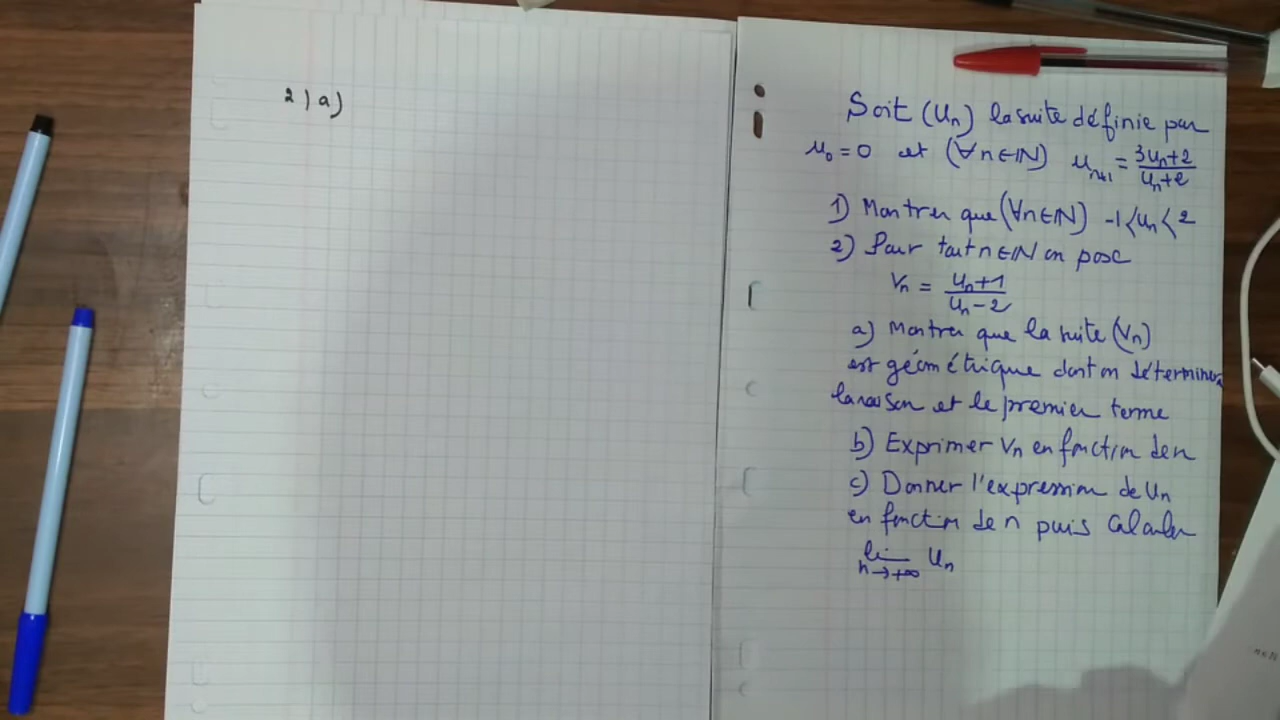 2) a)
Soit (Un) la suite définie par
u₀ = 0 et (∀n∈ℕ) uₙ₊₁ = (3Un+2)/(Un+2)
1) Montrer que (∀n∈ℕ) -1<Un<2
2) Pour tout n∈ℕ on pose
Vn = (Un+1)/(Un-2)
a) Montrer que la suite (Vn)
est géométrique dont on déterminera
la raison et le premier terme
b) Exprimer Vn en fonction de n
c) Donner l'expression de Un
en fonction de n puis calculer
lim n→+∞ Un